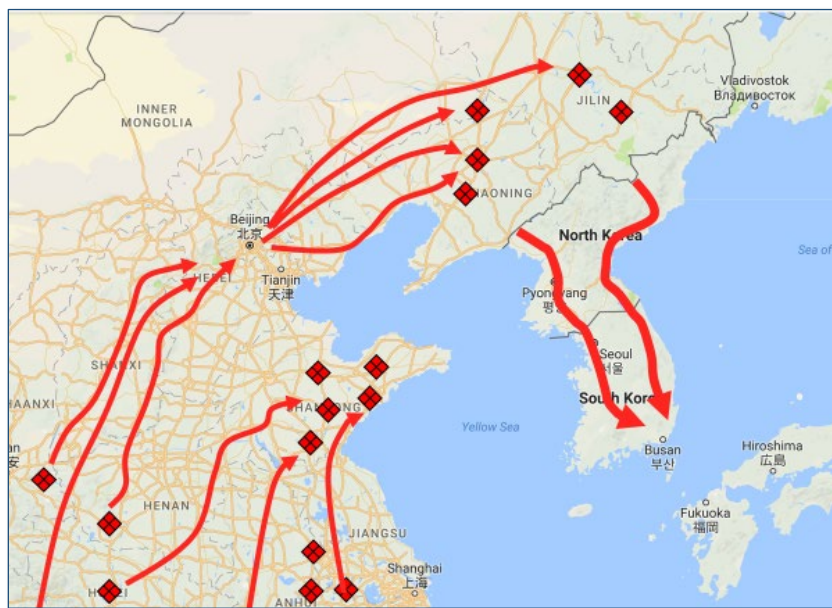 INNER
MONGOLIA
JILIN
Vladivostok
Владивосток
Beijing
北京
North Korea
Sea of
HEBEI
Tianjin
天津
Pyongyang
SHANXI
Seoul
서울
South Kore
Yellow Sea
Busan
부산
Hiroshima
広島
HENAN
Fukuoka
福岡
JIANGSU
Shanghai
上海
ANHUI